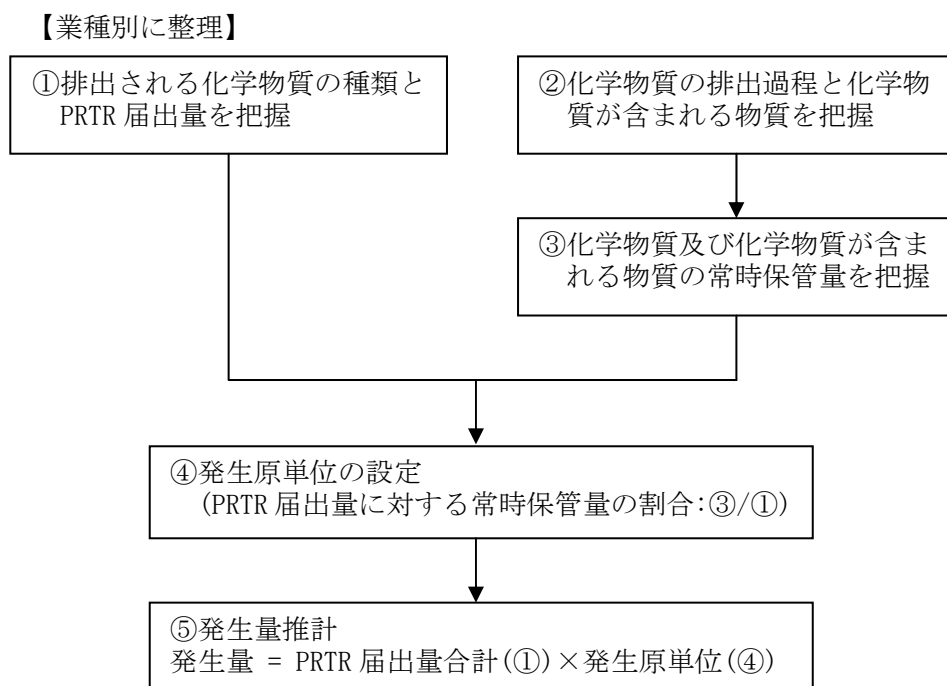 【業種別に整理】
①排出される化学物質の種類と
PRTR 届出量を把握
②化学物質の排出過程と化学物
質が含まれる物質を把握
③化学物質及び化学物質が含ま
れる物質の常時保管量を把握
④発生原単位の設定
(PRTR 届出量に対する常時保管量の割合:③/①)
⑤発生量推計
発生量 = PRTR 届出量合計(①)×発生原単位(④)